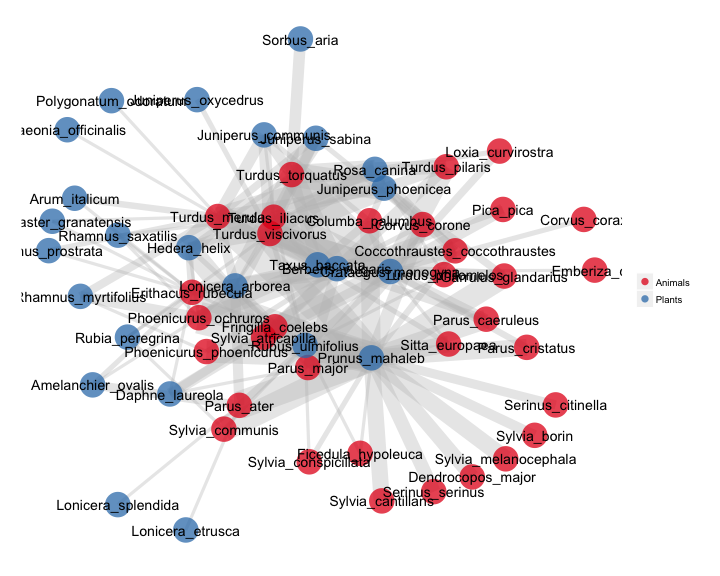 Sorbus_aria
Polygonatum_odoratum
Juniperus_oxycedrus
aeonia_officinalis
Juniperus_communis
Juniperus_sabina
Loxia_curvirostra
Turdus_pilaris
Rosa_canina
Turdus_torquatus
Juniperus_phoenicea
Arum_italicum
Pica_pica
Turdus_merula
Turdus_iliacus
Columba_palumbus
Corvus_corone
Corvus_cora
aster_granatensis
Rhamnus_saxatilis
Turdus_viscivorus
Hedera_helix
us_prostrata
Coccothraustes_coccothraustes
Taxus_baccata
Berberis_vulgaris
Crataegus_monogyna
Garrulus_glandarius
Emberiza_c
Lonicera_arborea
Erithacus_rubecula
Rhamnus_myrtifolius
Animals
Plants
Phoenicurus_ochruros
Fringilla_coelebs
Parus_caeruleus
Rubia_peregrina
Sylvia_atricapilla
Rubus_ulmifolius
Sitta_europaea
Parus_cristatus
Phoenicurus_phoenicurus
Prunus_mahaleb
Parus_major
Amelanchier_ovalis
Daphne_laureola
Parus_ater
Serinus_citinella
Sylvia_communis
Sylvia_borin
Ficedula_hypoleuca
Sylvia_conspicillata
Sylvia_melanocephala
Dendrocopos_major
Serinus_serinus
Sylvia_cantillans
Lonicera_splendida
Lonicera_etrusca